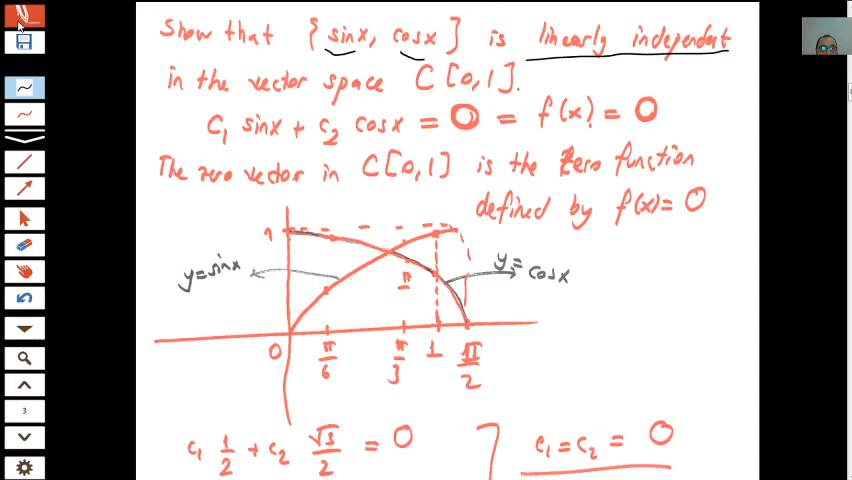 Show that {sinx, cosx} is linearly independent
in the vector space C[0,1].
c₁ sinx + c₂ cosx = 0 = f(x) = 0
The zero vector in C[0,1] is the Zero function
defined by f(x) = 0
1
y=sinx
y=cosx
π
0
π/6
π/3
1
π/2
c₁ 1/2 + c₂ √3/2 = 0
c₁ = c₂ = 0
3